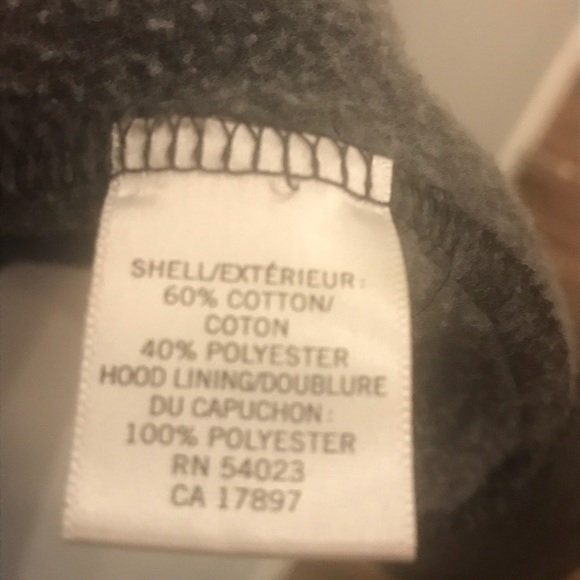 SHELL/EXTÉRIEUR:
60% COTTON/
COTON
40% POLYESTER
HOOD LINING/DOUBLURE
DU CAPUCHON:
100% POLYESTER
RN 54023
CA 17897